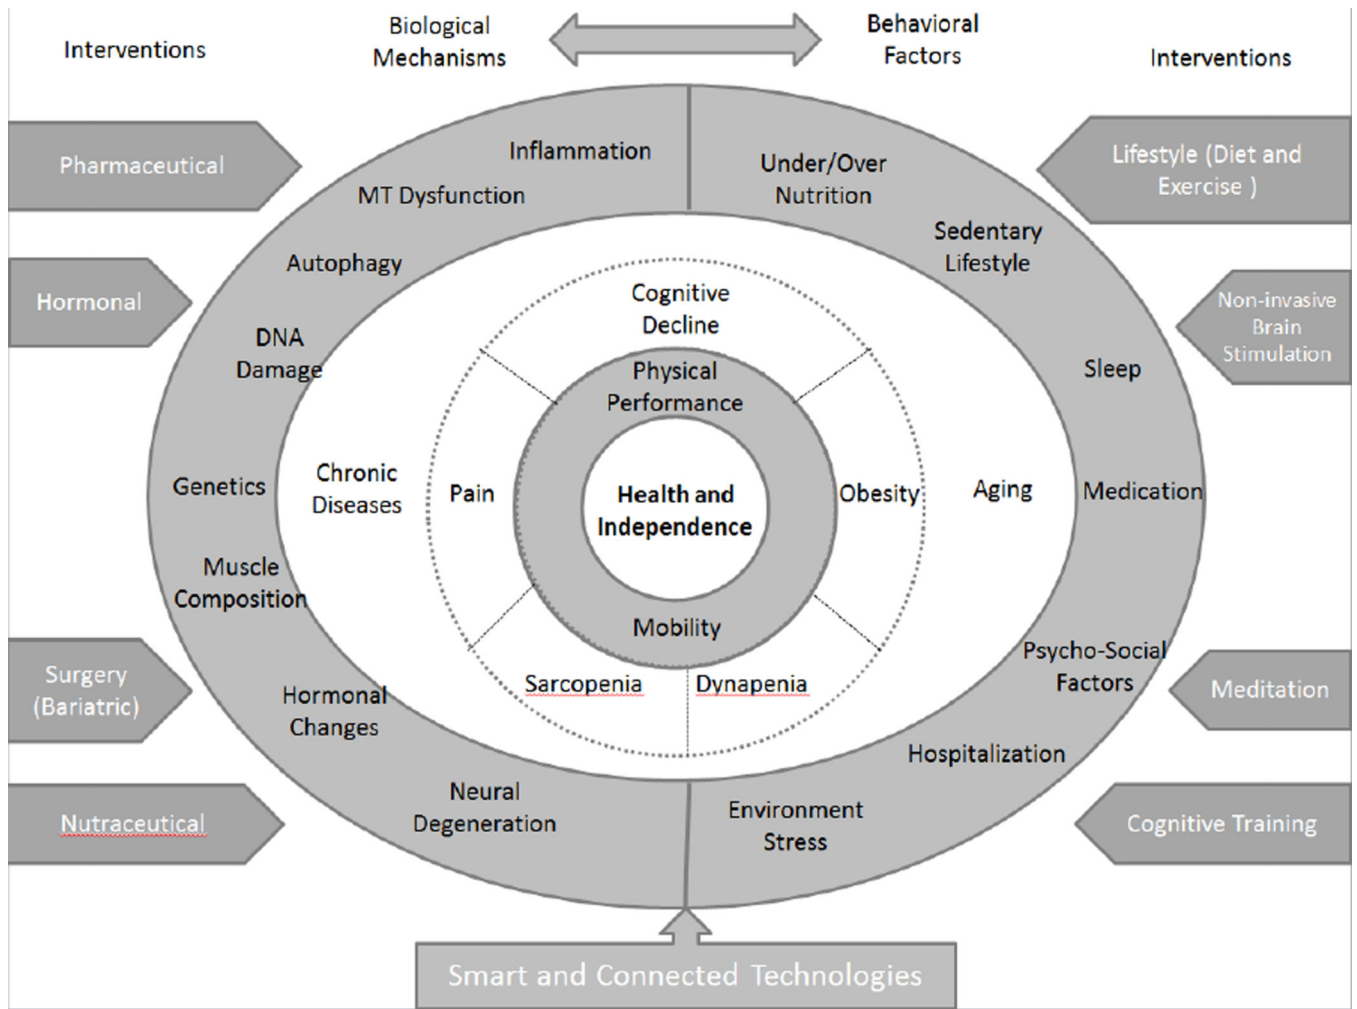 Interventions
Biological
Mechanisms
Behavioral
Factors
Interventions
Pharmaceutical
Hormonal
Surgery
(Bariatric)
Nutraceutical
Inflammation
MT Dysfunction
Autophagy
DNA
Damage
Genetics
Muscle
Composition
Hormonal
Changes
Neural
Degeneration
Under/Over
Nutrition
Sedentary
Lifestyle
Sleep
Medication
Psycho-Social
Factors
Hospitalization
Environment
Stress
Chronic
Diseases
Aging
Cognitive
Decline
Pain
Obesity
Sarcopenia
Dynapenia
Physical
Performance
Mobility
Health and
Independence
Lifestyle (Diet and
Exercise )
Non-invasive
Brain
Stimulation
Meditation
Cognitive Training
Smart and Connected Technologies